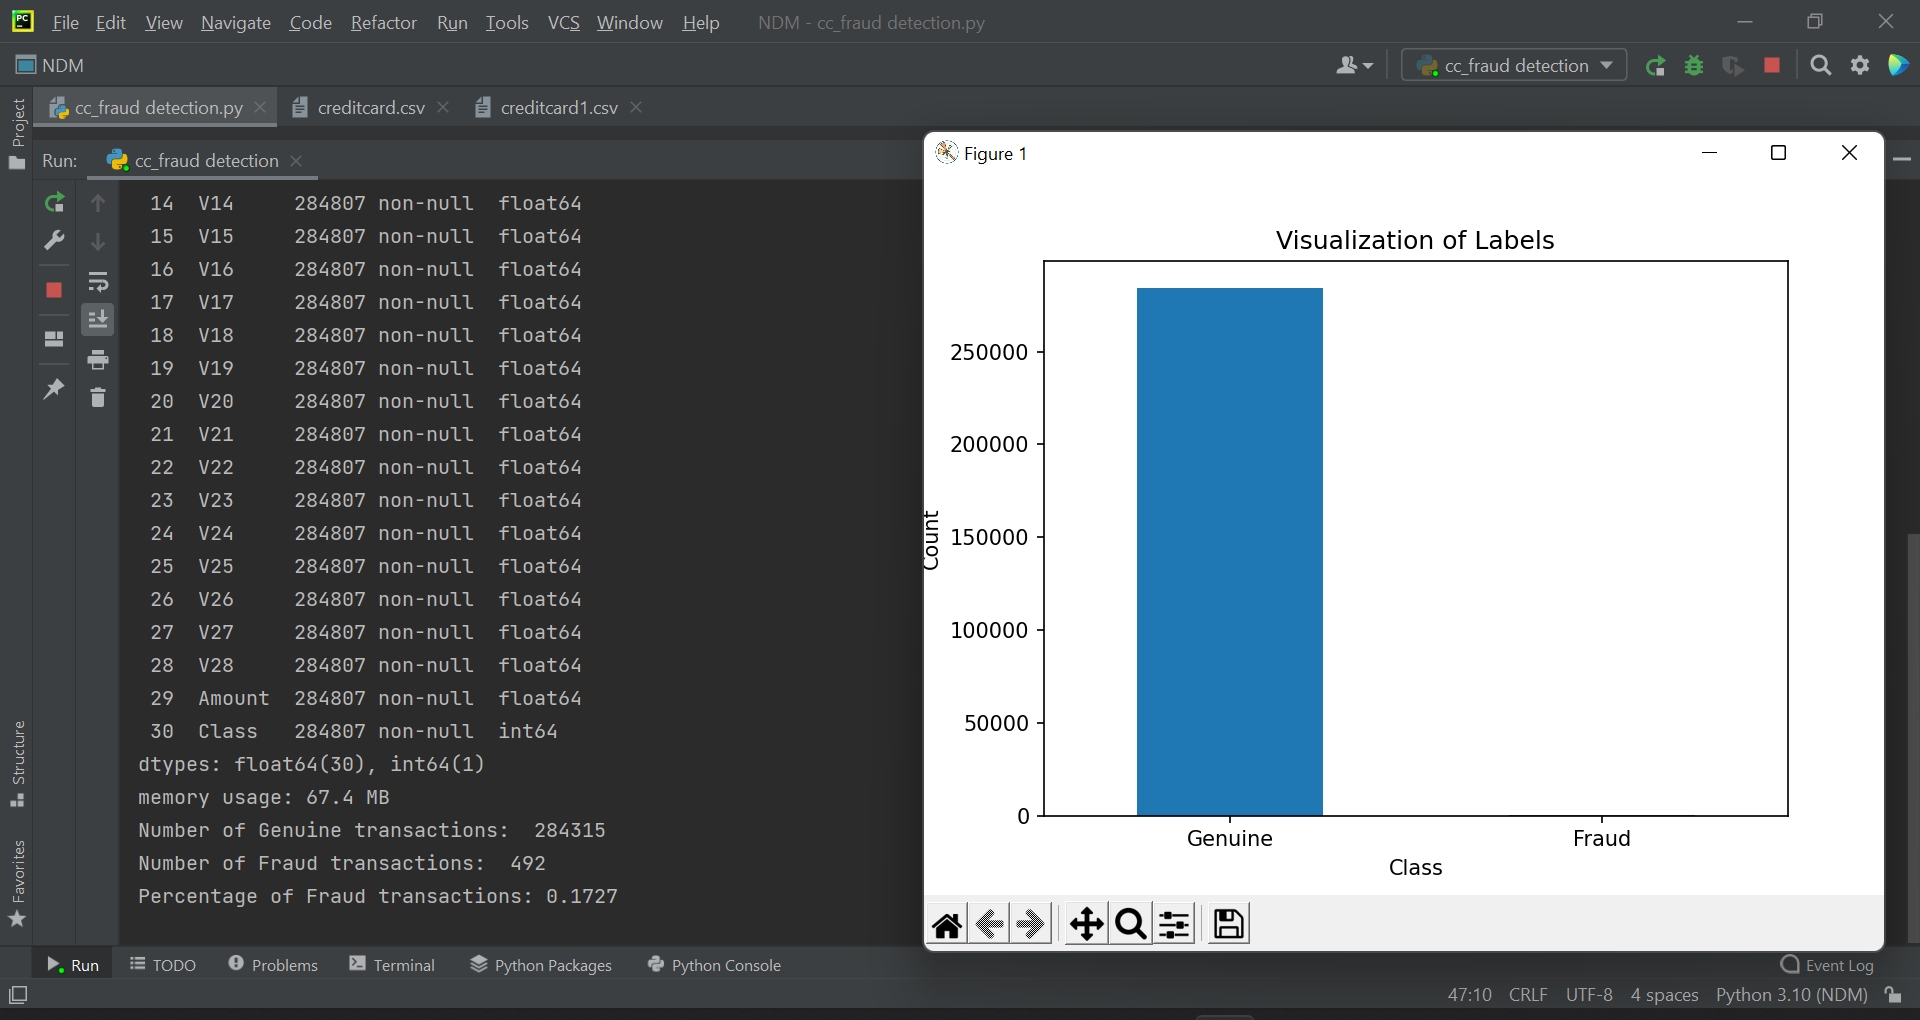 PC File Edit View Navigate Code Refactor Run Tools VCS Window Help NDM - cc_fraud detection.py
NDM cc_fraud detection
cc_fraud detection.py creditcard.csv creditcard1.csv
Project
Run: cc_fraud detection
14 V14 284807 non-null float64
15 V15 284807 non-null float64
16 V16 284807 non-null float64
17 V17 284807 non-null float64
18 V18 284807 non-null float64
19 V19 284807 non-null float64
20 V20 284807 non-null float64
21 V21 284807 non-null float64
22 V22 284807 non-null float64
23 V23 284807 non-null float64
24 V24 284807 non-null float64
25 V25 284807 non-null float64
26 V26 284807 non-null float64
27 V27 284807 non-null float64
28 V28 284807 non-null float64
29 Amount 284807 non-null float64
30 Class 284807 non-null int64
dtypes: float64(30), int64(1)
memory usage: 67.4 MB
Number of Genuine transactions: 284315
Number of Fraud transactions: 492
Percentage of Fraud transactions: 0.1727
Structure
Favorites
Figure 1
Visualization of Labels
Count
250000
200000
150000
100000
50000
0
Genuine Fraud
Class
Run TODO Problems Terminal Python Packages Python Console Event Log
47:10 CRLF UTF-8 4 spaces Python 3.10 (NDM)